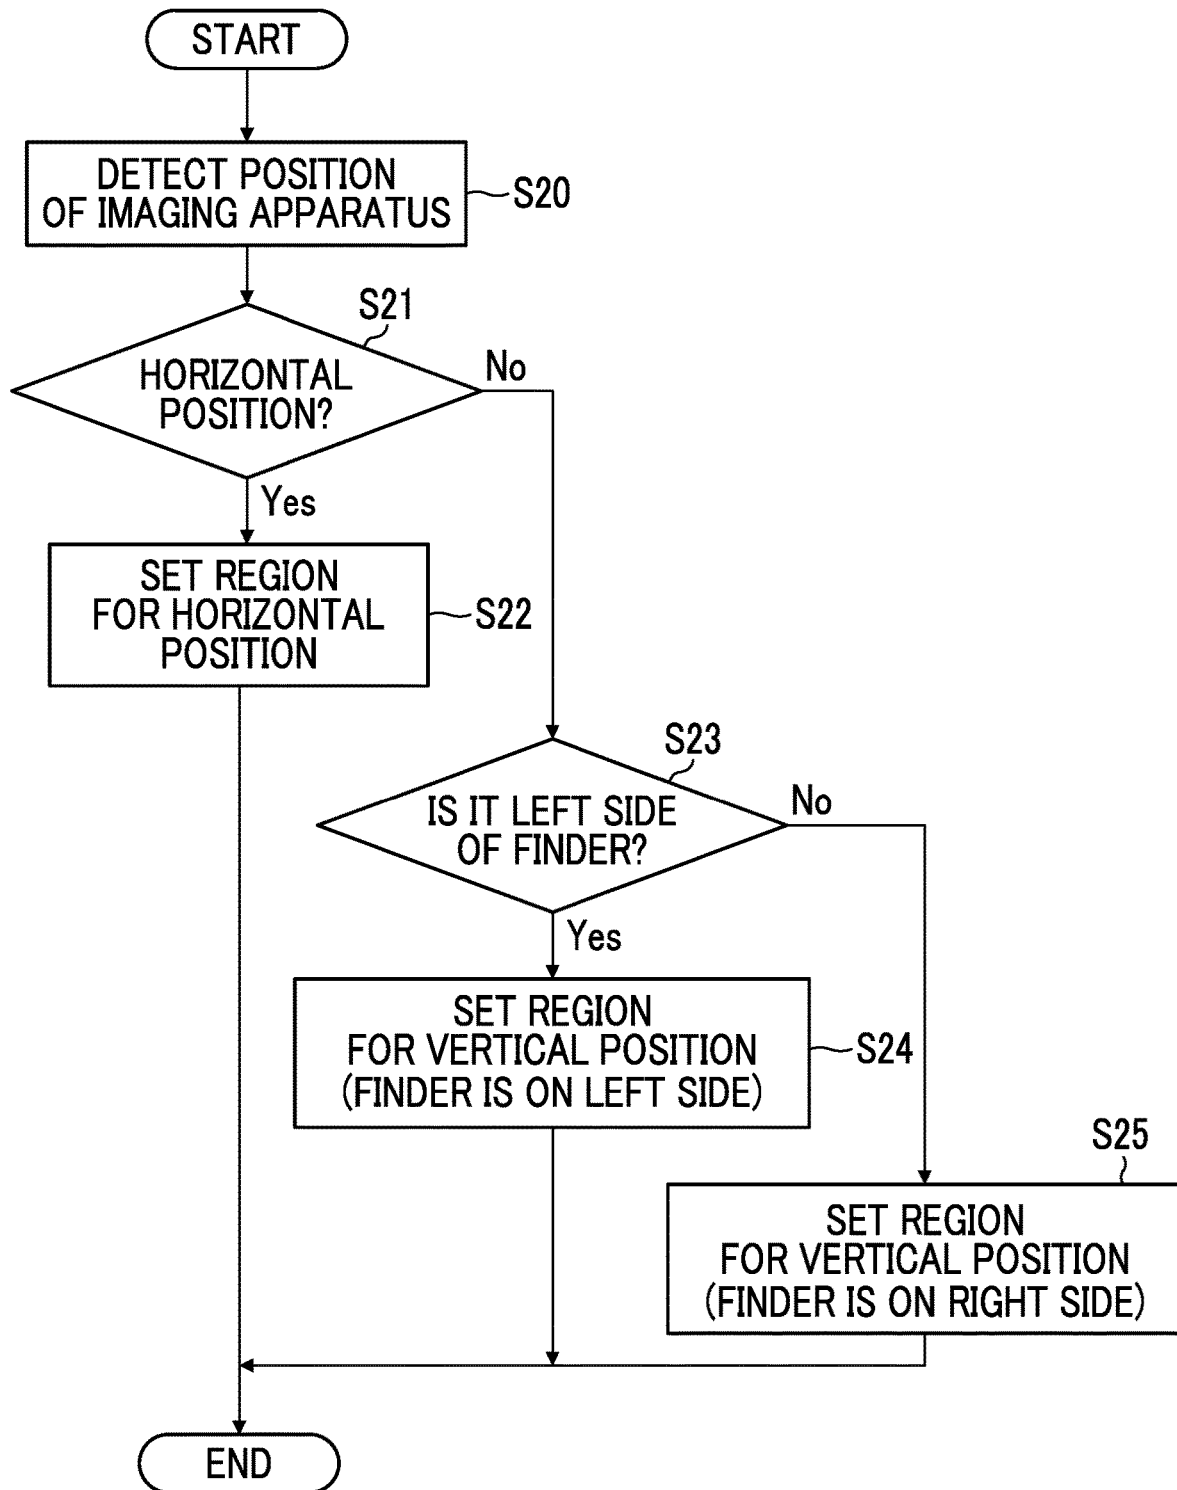 START
DETECT POSITION
OF IMAGING APPARATUS
S20
S21
HORIZONTAL
POSITION?
No
Yes
SET REGION
FOR HORIZONTAL
POSITION
S22
S23
IS IT LEFT SIDE
OF FINDER?
No
Yes
SET REGION
FOR VERTICAL POSITION
(FINDER IS ON LEFT SIDE)
S24
S25
SET REGION
FOR VERTICAL POSITION
(FINDER IS ON RIGHT SIDE)
END